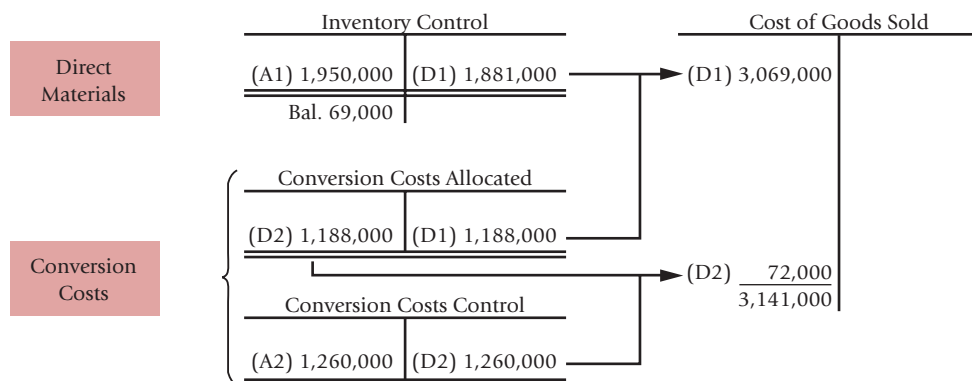 Inventory Control
Cost of Goods Sold
Direct
Materials
(A1) 1,950,000 (D1) 1,881,000
(D1) 3,069,000
Bal. 69,000
Conversion Costs Allocated
(D2) 1,188,000 (D1) 1,188,000
Conversion
Costs
(D2) 72,000
3,141,000
Conversion Costs Control
(A2) 1,260,000 (D2) 1,260,000